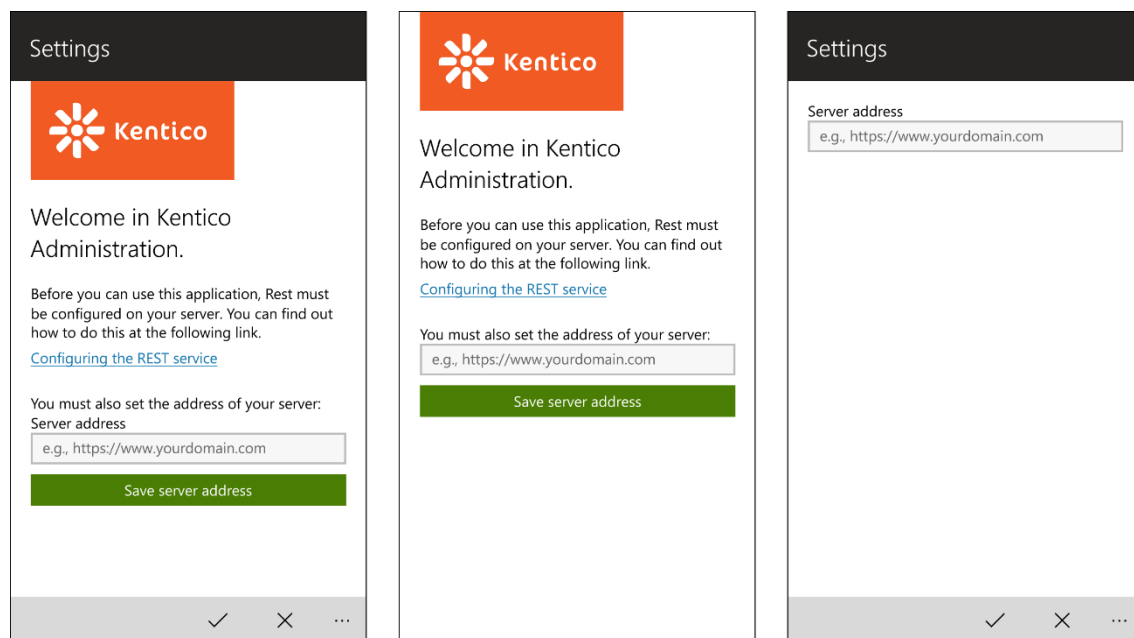 Settings
Kentico
Welcome in Kentico
Administration.
Before you can use this application, Rest must
be configured on your server. You can find out
how to do this at the following link.
Configuring the REST service
You must also set the address of your server:
Server address
e.g., https://www.yourdomain.com
Save server address
Kentico
Welcome in Kentico
Administration.
Before you can use this application, Rest must
be configured on your server. You can find out
how to do this at the following link.
Configuring the REST service
You must also set the address of your server:
e.g., https://www.yourdomain.com
Save server address
Settings
Server address
e.g., https://www.yourdomain.com